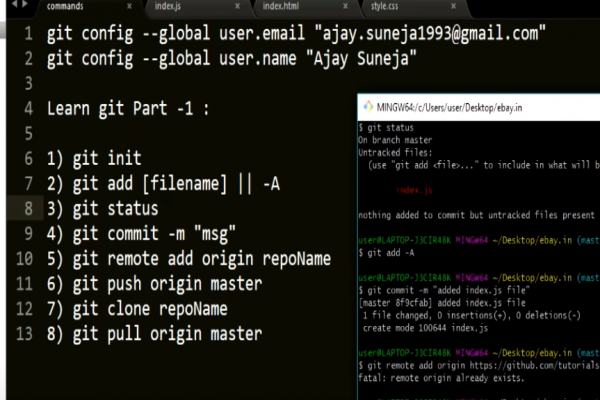 commands × index.js × index.html × style.css ×
1 git config --global user.email "ajay.suneja1993@gmail.com"
2 git config --global user.name "Ajay Suneja"
3
4 Learn git Part -1 :
5
6 1) git init
7 2) git add [filename] || -A
8 3) git status
9 4) git commit -m "msg"
10 5) git remote add origin repoName
11 6) git push origin master
12 7) git clone repoName
13 8) git pull origin master
MINGW64:/c/Users/user/Desktop/ebay.in
$ git status
On branch master
Untracked files:
(use "git add <file>..." to include in what will b
index.js
nothing added to commit but untracked files present
user@LAPTOP-J3CIR48K MINGW64 ~/Desktop/ebay.in (mast
$ git add -A
user@LAPTOP-J3CIR48K MINGW64 ~/Desktop/ebay.in (mast
$ git commit -m "added index.js file"
[master 8f9cfab] added index.js file
1 file changed, 0 insertions(+), 0 deletions(-)
create mode 100644 index.js
user@LAPTOP-J3CIR48K MINGW64 ~/Desktop/ebay.in (mast
$ git remote add origin https://github.com/tutorials
fatal: remote origin already exists.